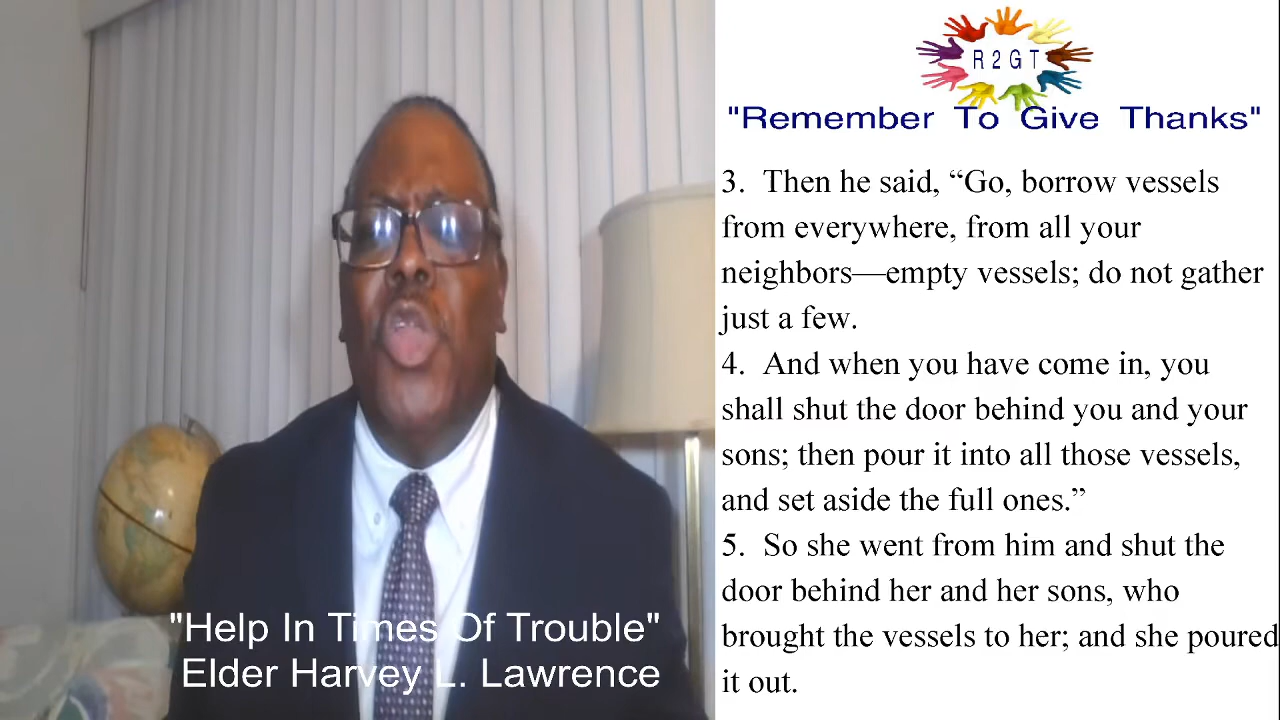 R2GT
"Remember To Give Thanks"
3. Then he said, “Go, borrow vessels
from everywhere, from all your
neighbors—empty vessels; do not gather
just a few.
4. And when you have come in, you
shall shut the door behind you and your
sons; then pour it into all those vessels,
and set aside the full ones.”
5. So she went from him and shut the
door behind her and her sons, who
brought the vessels to her; and she poured
it out.
"Help In Times Of Trouble"
Elder Harvey L. Lawrence